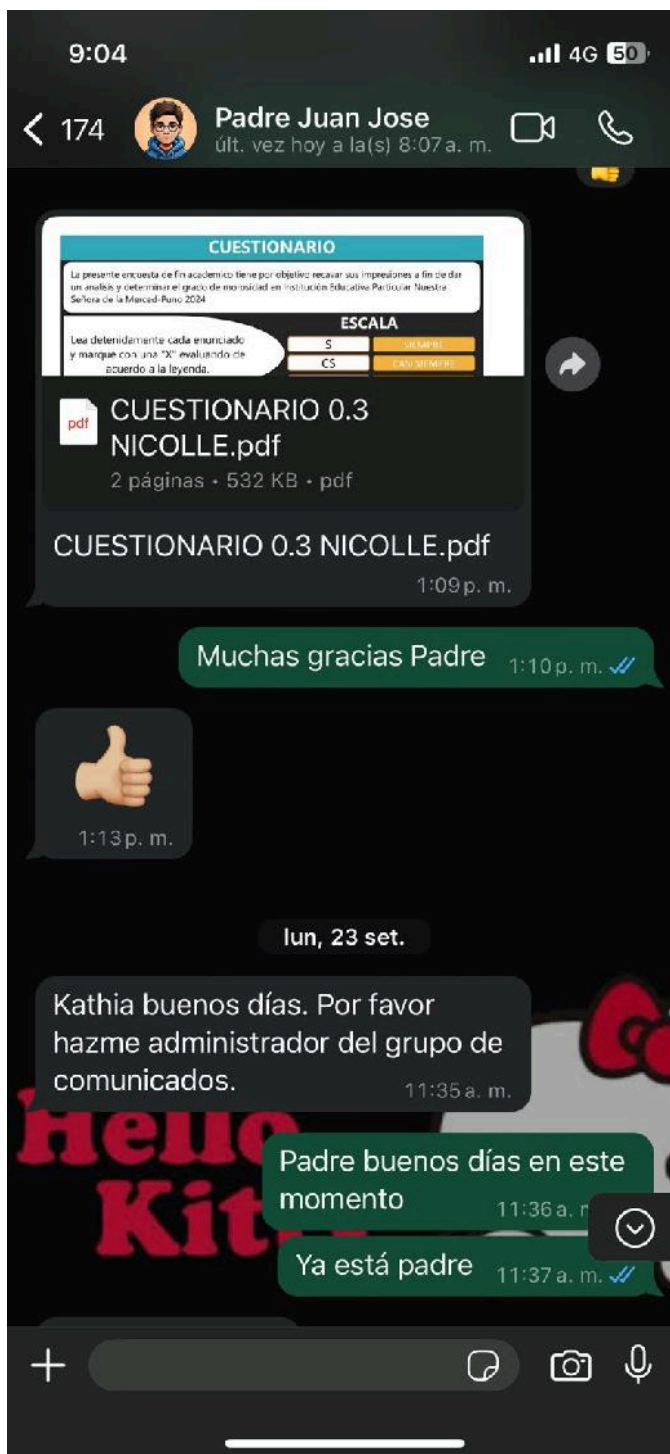 9:04
4G 50
174
Padre Juan Jose
últ. vez hoy a la(s) 8:07 a. m.
CUESTIONARIO
La presente encuesta de fin academico tiene por objetivo recavar sus impresiones a fin de dar
un analisis y determinar el grado de morosidad en Institución Educativa Particular Nuestra
Señora de la Merced-Puno 2024
ESCALA
Lea detenidamente cada enunciado
y marque con una "X" evaluando de
acuerdo a la leyenda.
S SIEMPRE
CS CASI SIEMPRE
pdf
CUESTIONARIO 0.3
NICOLLE.pdf
2 páginas • 532 KB • pdf
CUESTIONARIO 0.3 NICOLLE.pdf
1:09 p. m.
Muchas gracias Padre 1:10 p. m.
1:13 p. m.
lun, 23 set.
Kathia buenos días. Por favor
hazme administrador del grupo de
comunicados.
11:35 a. m.
Hello
Kitt
Padre buenos días en este
momento
11:36 a.
Ya está padre 11:37 a. m.